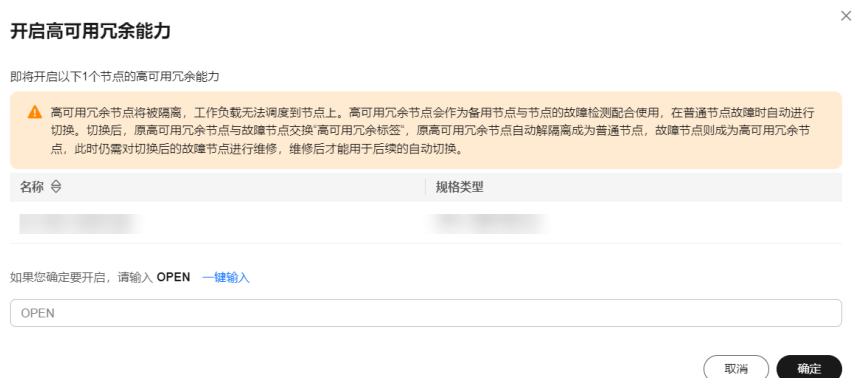 开启高可用冗余能力
即将开启以下1个节点的高可用冗余能力
高可用冗余节点将被隔离，工作负载无法调度到节点上。高可用冗余节点会作为备用节点与节点的故障检测配合使用，在普通节点故障时自动进行
切换。切换后，原高可用冗余节点与故障节点交换“高可用冗余标签”，原高可用冗余节点自动解隔离成为普通节点，故障节点则成为高可用冗余节
点，此时仍需对切换后的故障节点进行维修，维修后才能用于后续的自动切换。
名称 规格类型
如果您确定要开启，请输入 OPEN 一键输入
OPEN
取消 确定